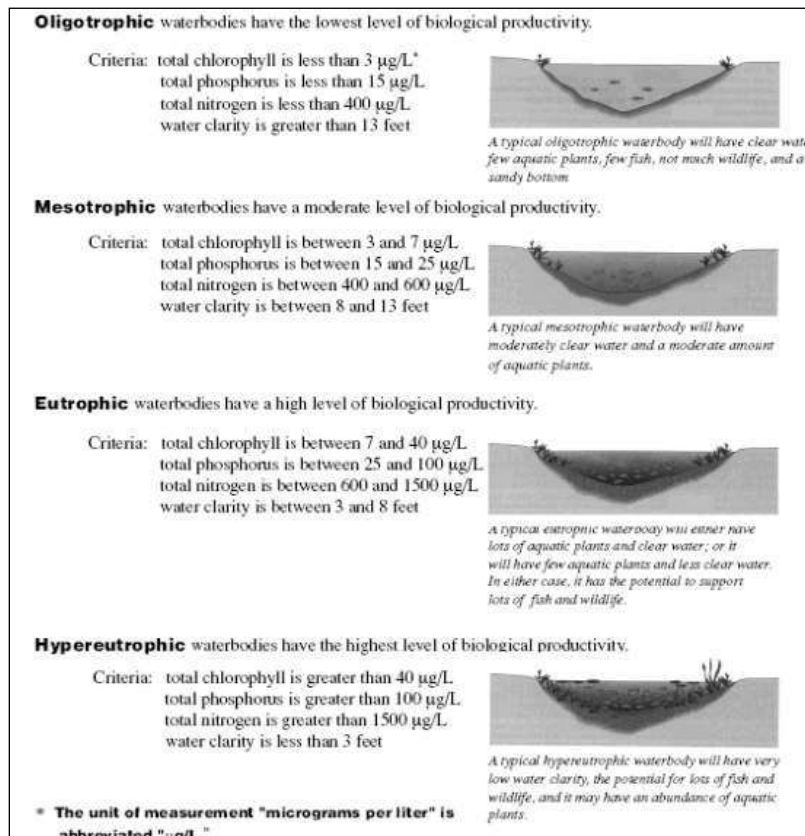 Oligotrophic waterbodies have the lowest level of biological productivity.
Criteria: total chlorophyll is less than 3 µg/L*
total phosphorus is less than 15 µg/L
total nitrogen is less than 400 µg/L
water clarity is greater than 13 feet
A typical oligotrophic waterbody will have clear wat
few aquatic plants, few fish, not much wildlife, and a
sandy bottom
Mesotrophic waterbodies have a moderate level of biological productivity.
Criteria: total chlorophyll is between 3 and 7 µg/L
total phosphorus is between 15 and 25 µg/L
total nitrogen is between 400 and 600 µg/L
water clarity is between 8 and 13 feet
A typical mesotrophic waterbody will have
moderately clear water and a moderate amount
of aquatic plants.
Eutrophic waterbodies have a high level of biological productivity.
Criteria: total chlorophyll is between 7 and 40 µg/L
total phosphorus is between 25 and 100 µg/L
total nitrogen is between 600 and 1500 µg/L
water clarity is between 3 and 8 feet
A typical eutrophic waterbody will either have
lots of aquatic plants and clear water; or it
will have few aquatic plants and less clear water.
In either case, it has the potential to support
lots of fish and wildlife.
Hypereutrophic waterbodies have the highest level of biological productivity.
Criteria: total chlorophyll is greater than 40 µg/L
total phosphorus is greater than 100 µg/L
total nitrogen is greater than 1500 µg/L
water clarity is less than 3 feet
A typical hypereutrophic waterbody will have very
low water clarity, the potential for lots of fish and
wildlife, and it may have an abundance of aquatic
plants.
* The unit of measurement "micrograms per liter" is
abbreviated "µg/L"